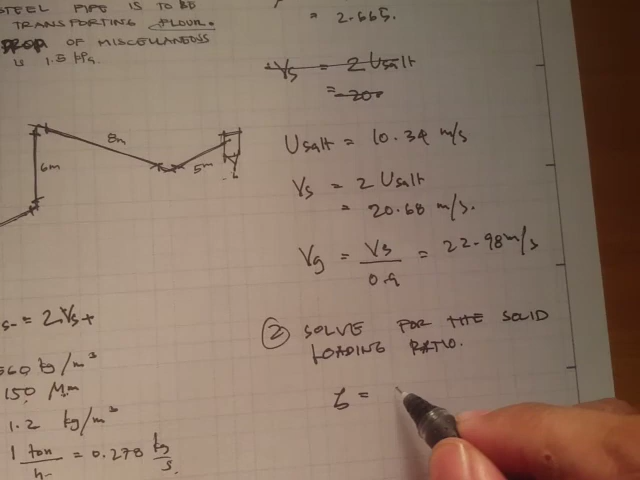 STEEL PIPE IS TO BE
TRANSPORTING FLOUR.
DROP OF MISCELLANEOUS
IS 1.5 kPa
8m
6m
5m
s = 2Vs+
560 kg/m³
150 Mm
1.2 kg/m³
1 ton/hr = 0.278 kg/s
= 2.665.
Vs = 2 Usalt
= 200
Usalt = 10.34 m/s
Vs = 2 Usalt
= 20.68 m/s.
Vg = Vs/0.9 = 22.98 m/s
② SOLVE FOR THE SOLID
LOADING RATIO.
ζ =